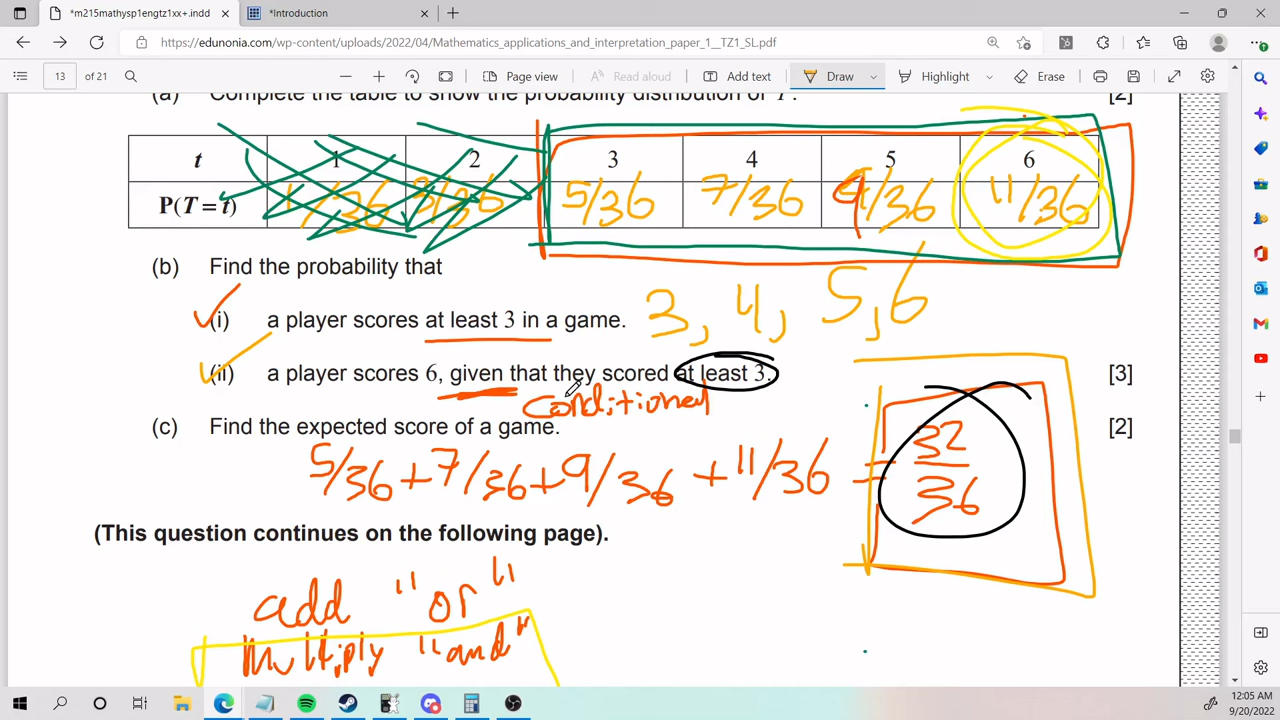 *m215mathysp1engtz1xx+.indd
*Introduction
https://edunonia.com/wp-content/uploads/2022/04/Mathematics_applications_and_interpretation_paper_1__TZ1_SL.pdf
13 of 21
Page view
Read aloud
Add text
Draw
Highlight
Erase
(a) Complete the table to show the probability distribution of T. [2]
t 1 2 3 4 5 6
P(T = t) 1/36 3/36 5/36 7/36 9/36 11/36
(b) Find the probability that
(i) a player scores at least 3 in a game. 3, 4, 5, 6
(ii) a player scores 6, given that they scored at least 3. [3]
conditioned
(c) Find the expected score of a game. [2]
5/36 + 7/36 + 9/36 + 11/36 = 32/36
(This question continues on the following page).
add "or"
Multiply "and"
12:05 AM
9/20/2022